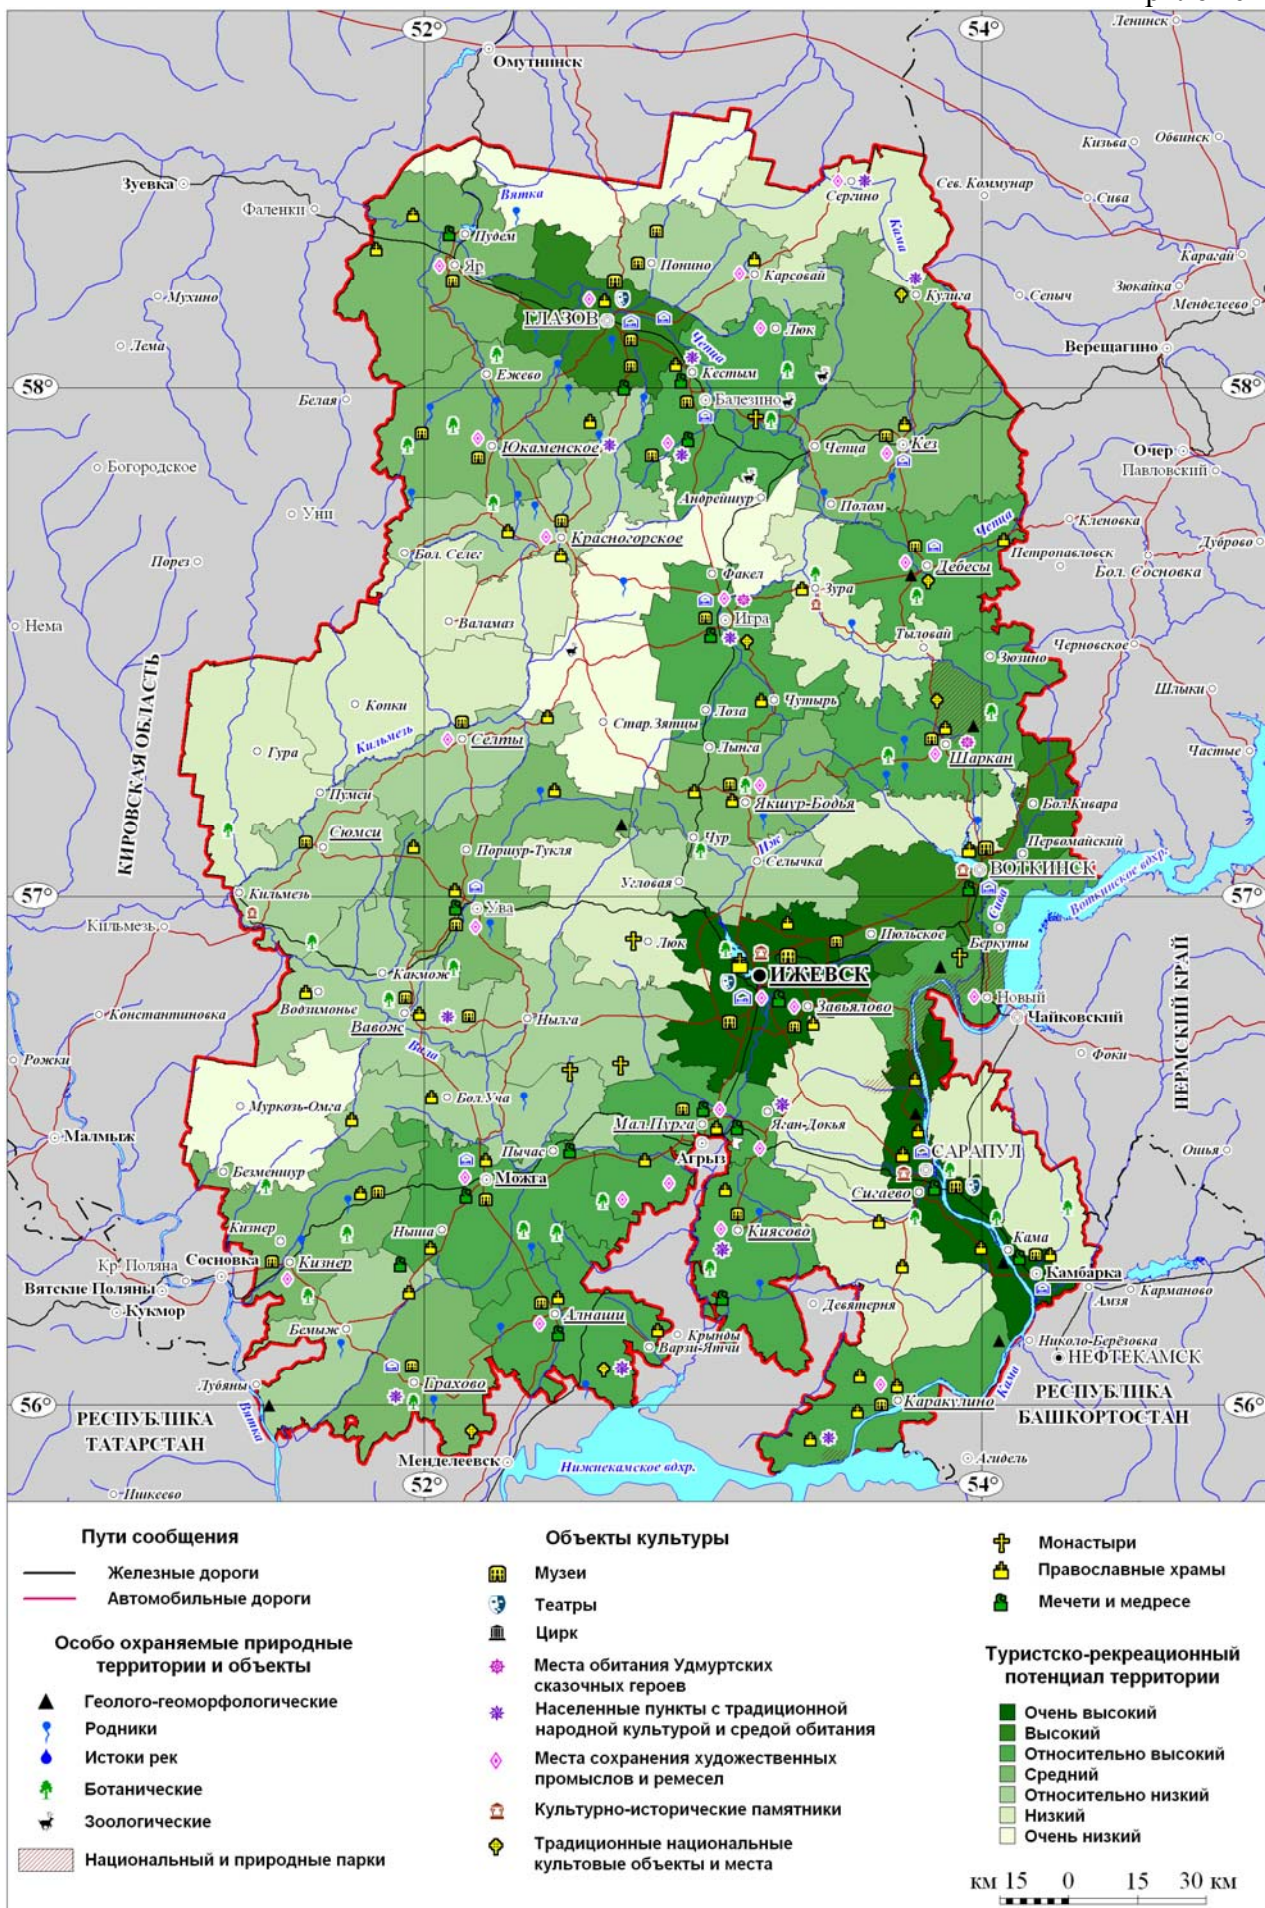 52°
54°
Ленинск
Омутнинск
Кизьва
Обвинск
Зуевка
Сергино
Сев. Коммунар
Фаленки
Вятка
Сива
Пудем
Кама
Яр
Понино
Карсовай
Карагай
Мухино
Кулига
Сепыч
Зюкайка
Менделеево
ГЛАЗОВ
Люк
Лема
Чепца
Верещагино
Ежево
Кестым
58°
58°
Белая
Балезино
Юкаменское
Чепца
Кез
Очер
Богородское
Павловский
Андрейшур
Уни
Полом
Чепца
Кленовка
Красногорское
Дуброво
Порез
Бол. Селег
Петропавловск
Факел
Дебесы
Бол. Сосновка
Зура
Нема
Валамаз
Игра
Тыловай
Зюзино
Черновское
КИРОВСКАЯ ОБЛАСТЬ
Шлыки
Копки
Чутырь
Лоза
Стар.Зятцы
Кильмезь
Селты
Гура
Лынга
Шаркан
Частые
Пумси
Якшур-Бодья
Бол.Кивара
Сюмси
Чур
Иж
Первомайский
Поршур-Тукля
Селычка
ВОТКИНСК
Воткинское вдхр.
Угловая
Кильмезь
57°
57°
Ува
Сива
Кильмезь
Люк
Июльское
Беркуты
ПЕРМСКИЙ КРАЙ
Какмож
ИЖЕВСК
Водзимонье
Завьялово
Новый
Константиновка
Вавож
Нылга
Чайковский
Вала
Рожки
Фоки
Муркозь-Омга
Бол.Уча
Мал.Пурга
Яган-Докья
Малмыж
Агрыз
САРАПУЛ
Ошья
Безменшур
Пычас
Можга
Сигаево
Кизнер
Ныша
Киясово
Кама
Кр. Поляна
Сосновка
Кизнер
Камбарка
Вятские Поляны
Амзя
Карманово
Кукмор
Девятерня
Алнаши
Бемыж
Крынды
Николо-Берёзовка
Варзи-Ятчи
НЕФТЕКАМСК
Лубяны
Грахово
Кама
РЕСПУБЛИКА
БАШКОРТОСТАН
Каракулино
56°
56°
Вятка
РЕСПУБЛИКА
ТАТАРСТАН
Менделеевск
Нижнекамское вдхр.
Агидель
52°
54°
Ишкеево
Пути сообщения
Железные дороги
Автомобильные дороги
Особо охраняемые природные
территории и объекты
Геолого-геоморфологические
Родники
Истоки рек
Ботанические
Зоологические
Национальный и природные парки
Объекты культуры
Музеи
Театры
Цирк
Места обитания Удмуртских
сказочных героев
Населенные пункты с традиционной
народной культурой и средой обитания
Места сохранения художественных
промыслов и ремесел
Культурно-исторические памятники
Традиционные национальные
культовые объекты и места
Монастыри
Православные храмы
Мечети и медресе
Туристско-рекреационный
потенциал территории
Очень высокий
Высокий
Относительно высокий
Средний
Относительно низкий
Низкий
Очень низкий
км 15 0 15 30 км